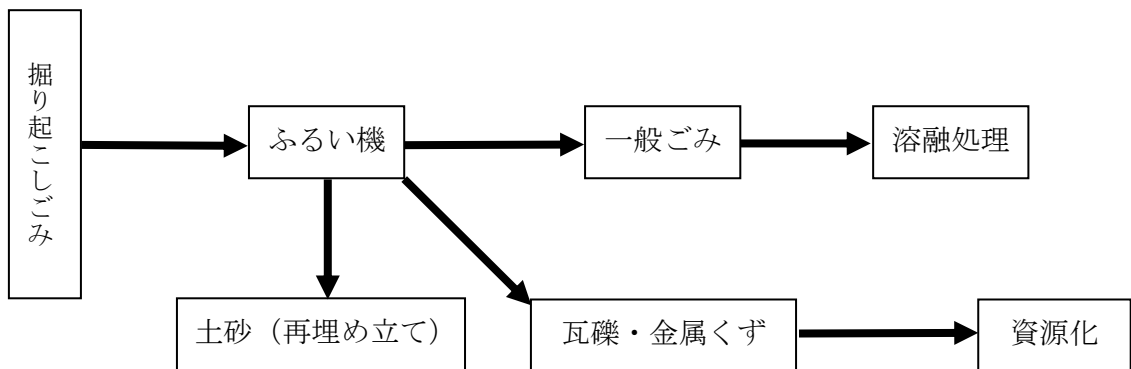 掘り起こしごみ
ふるい機
一般ごみ
溶融処理
土砂（再埋め立て）
瓦礫・金属くず
資源化